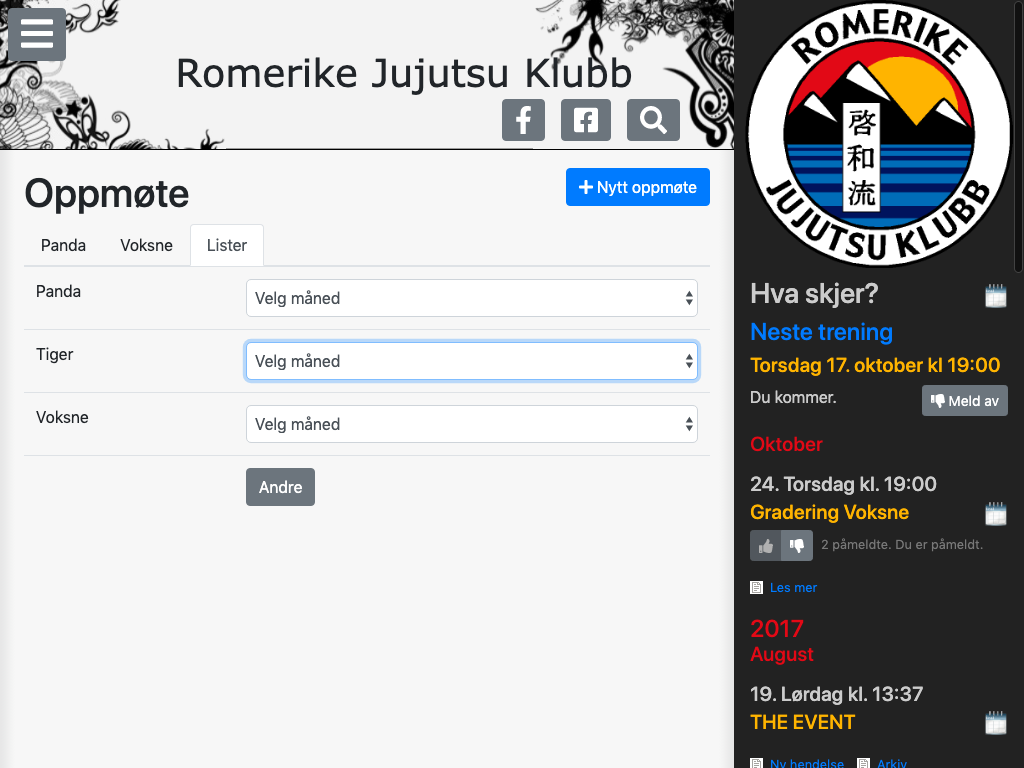 Romerike Jujutsu Klubb
Oppmøte
Nytt oppmøte
Panda
Voksne
Lister
Panda
Velg måned
Tiger
Velg måned
Voksne
Velg måned
Andre
ROMERIKE
啓和流
JUJUTSU KLUBB
Hva skjer?
Neste trening
Torsdag 17. oktober kl 19:00
Du kommer.
Meld av
Oktober
24. Torsdag kl. 19:00
Gradering Voksne
2 påmeldte. Du er påmeldt.
Les mer
2017
August
19. Lørdag kl. 13:37
THE EVENT
Ny hendelse
Arkiv